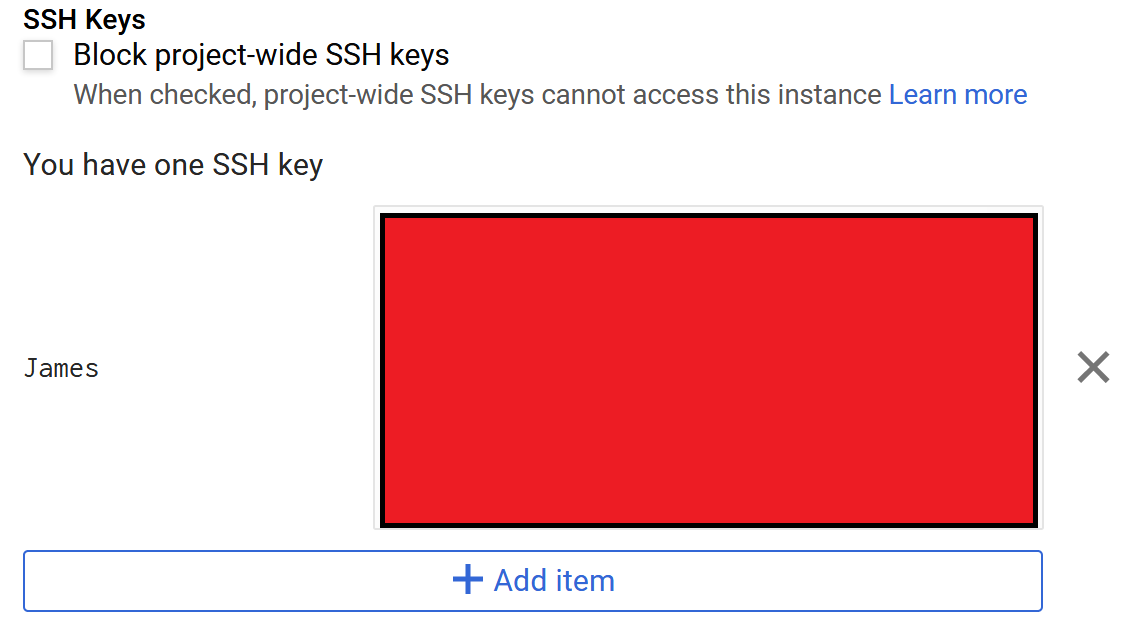 SSH Keys
Block project-wide SSH keys
When checked, project-wide SSH keys cannot access this instance Learn more
You have one SSH key
James
Add item